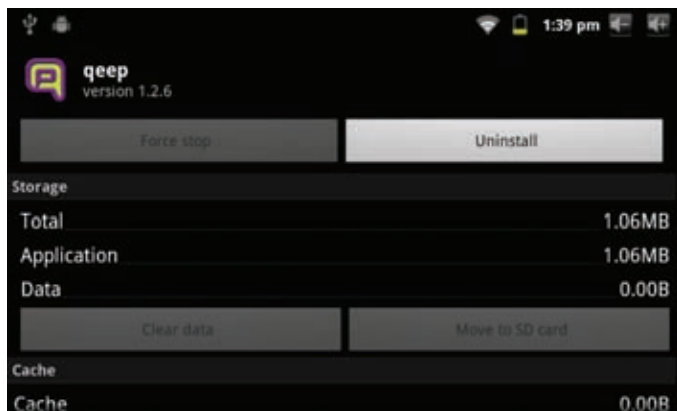 1:39 pm
qeep
version 1.2.6
Force stop Uninstall
Storage
Total 1.06MB
Application 1.06MB
Data 0.00B
Clear data Move to SD card
Cache
Cache 0.00B